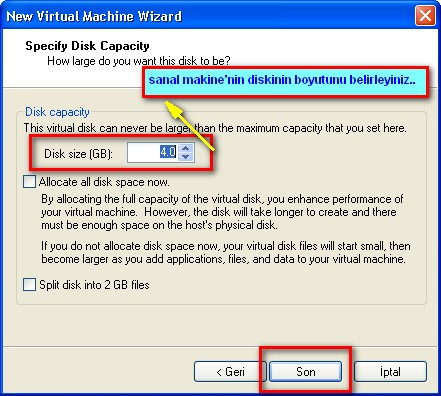 New Virtual Machine Wizard
Specify Disk Capacity
How large do you want this disk to be?
sanal makine'nin diskinin boyutunu belirleyiniz..
Disk capacity
This virtual disk can never be larger than the maximum capacity that you set here.
Disk size (GB): 4.0
Allocate all disk space now.
By allocating the full capacity of the virtual disk, you enhance performance of
your virtual machine. However, the disk will take longer to create and there
must be enough space on the host's physical disk.
If you do not allocate disk space now, your virtual disk files will start small, then
become larger as you add applications, files, and data to your virtual machine.
Split disk into 2 GB files
< Geri Son İptal